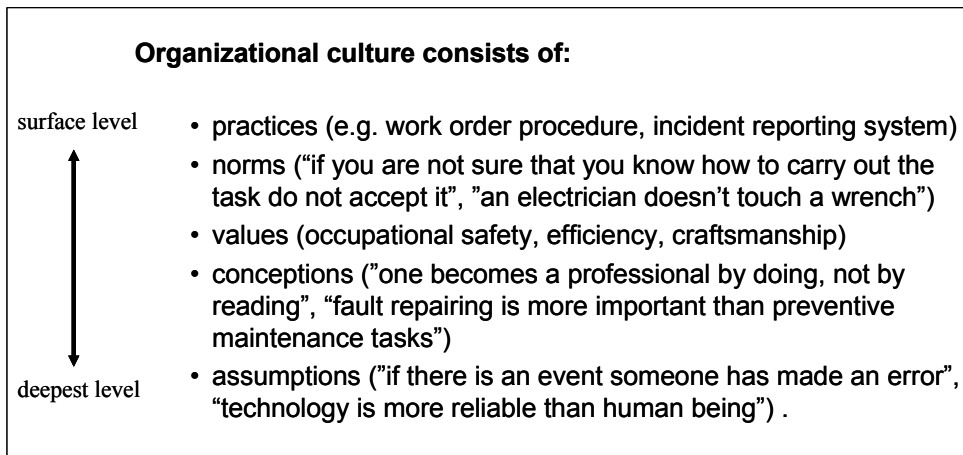 Organizational culture consists of:
surface level
• practices (e.g. work order procedure, incident reporting system)
• norms (“if you are not sure that you know how to carry out the
task do not accept it”, ”an electrician doesn’t touch a wrench”)
• values (occupational safety, efficiency, craftsmanship)
• conceptions (”one becomes a professional by doing, not by
reading”, “fault repairing is more important than preventive
maintenance tasks”)
deepest level
• assumptions (”if there is an event someone has made an error”,
“technology is more reliable than human being”) .